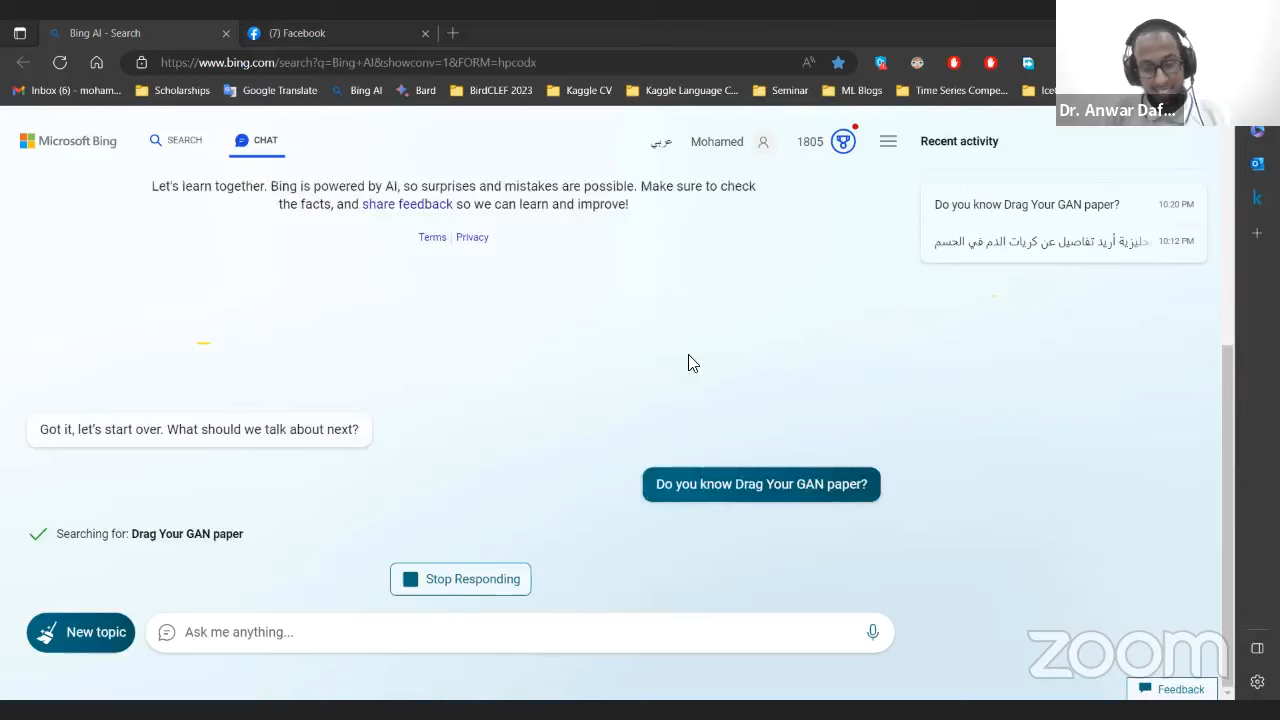 Bing AI - Search
(7) Facebook
https://www.bing.com/search?q=Bing+AI&showconv=1&FORM=hpcodx
Inbox (6) - moham...
Scholarships
Google Translate
Bing AI
Bard
BirdCLEF 2023
Kaggle CV
Kaggle Language C...
Seminar
ML Blogs
Time Series Compe...
Dr. Anwar Daf...
Microsoft Bing
SEARCH
CHAT
عربي
Mohamed
1805
Recent activity
Let's learn together. Bing is powered by AI, so surprises and mistakes are possible. Make sure to check
the facts, and share feedback so we can learn and improve!
Terms | Privacy
Do you know Drag Your GAN paper? 10:20 PM
أريد تفاصيل عن كريات الدم في الجسم 10:12 PM
Got it, let's start over. What should we talk about next?
Do you know Drag Your GAN paper?
Searching for: Drag Your GAN paper
Stop Responding
New topic
Ask me anything...
zoom
Feedback